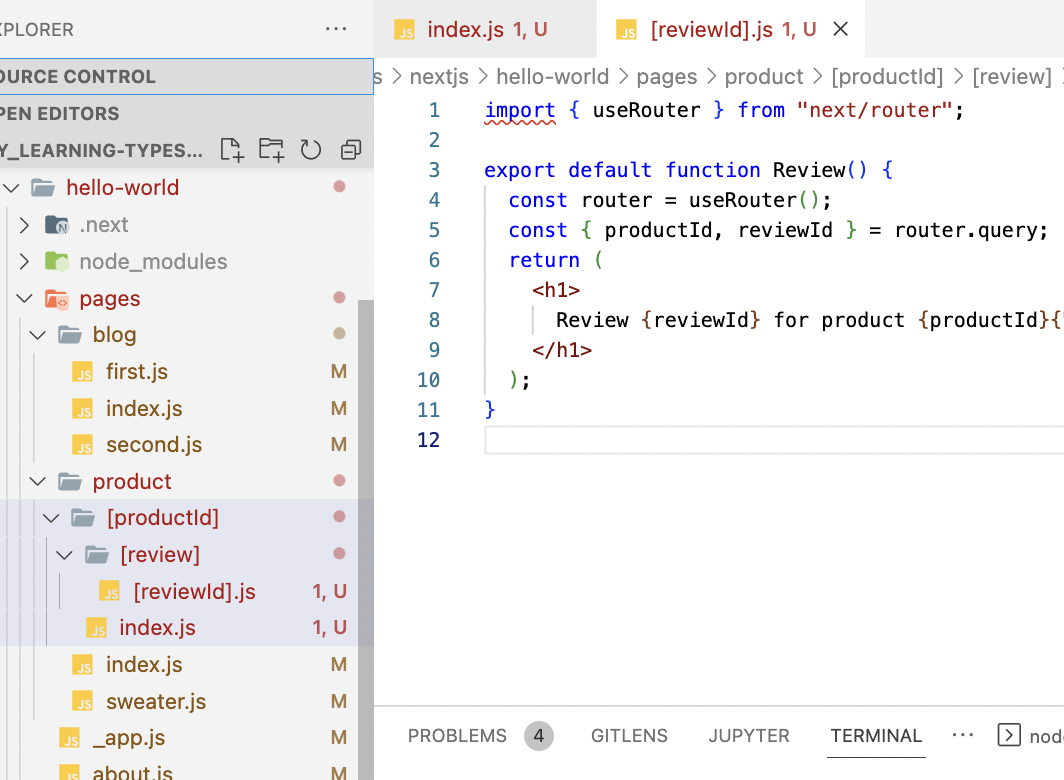 XPLORER ...
OURCE CONTROL
PEN EDITORS
Y_LEARNING-TYPES...
hello-world
.next
node_modules
pages
blog
first.js M
index.js M
second.js M
product
[productId]
[review]
[reviewId].js 1, U
index.js 1, U
index.js M
sweater.js M
_app.js M
about.js M
index.js 1, U
[reviewId].js 1, U
s > nextjs > hello-world > pages > product > [productId] > [review]
1 import { useRouter } from "next/router";
2
3 export default function Review() {
4 const router = useRouter();
5 const { productId, reviewId } = router.query;
6 return (
7 <h1>
8 Review {reviewId} for product {productId}{"
9 </h1>
10 );
11 }
12
PROBLEMS 4 GITLENS JUPYTER TERMINAL ... nod